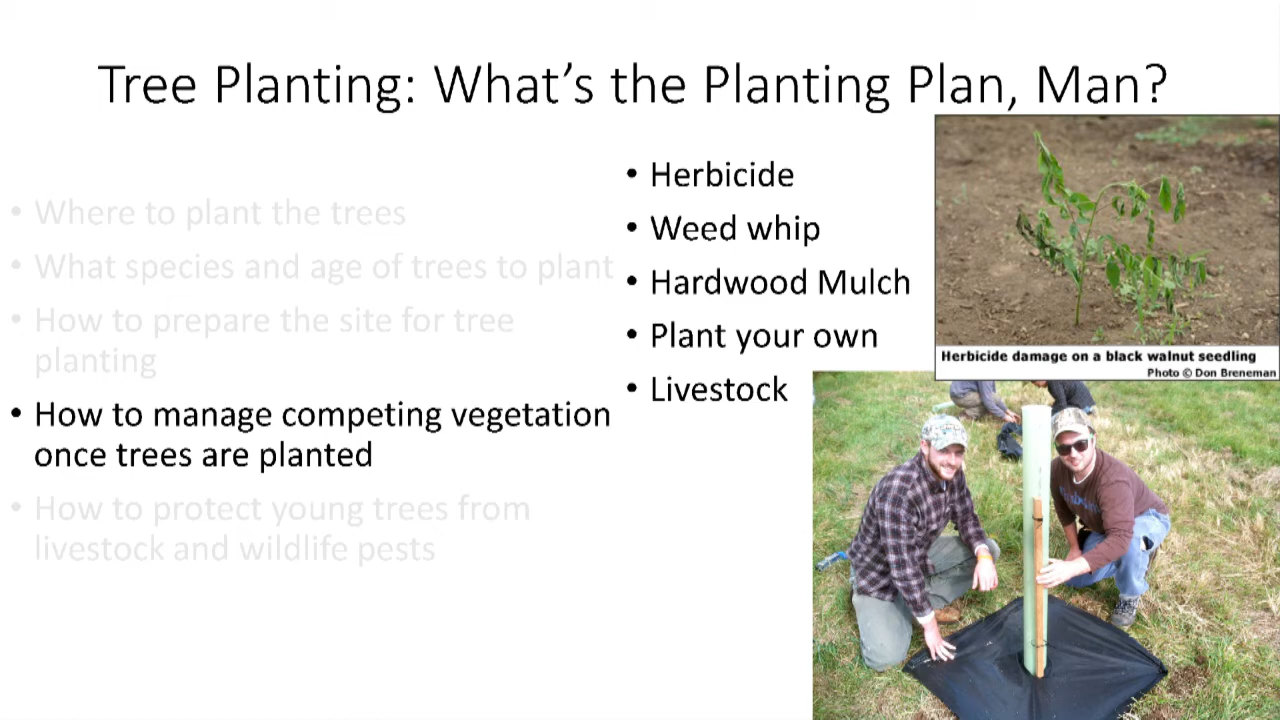 Tree Planting: What's the Planting Plan, Man?
• Where to plant the trees
• What species and age of trees to plant
• How to prepare the site for tree
planting
• How to manage competing vegetation
once trees are planted
• How to protect young trees from
livestock and wildlife pests
• Herbicide
• Weed whip
• Hardwood Mulch
• Plant your own
• Livestock
Herbicide damage on a black walnut seedling
Photo © Don Breneman